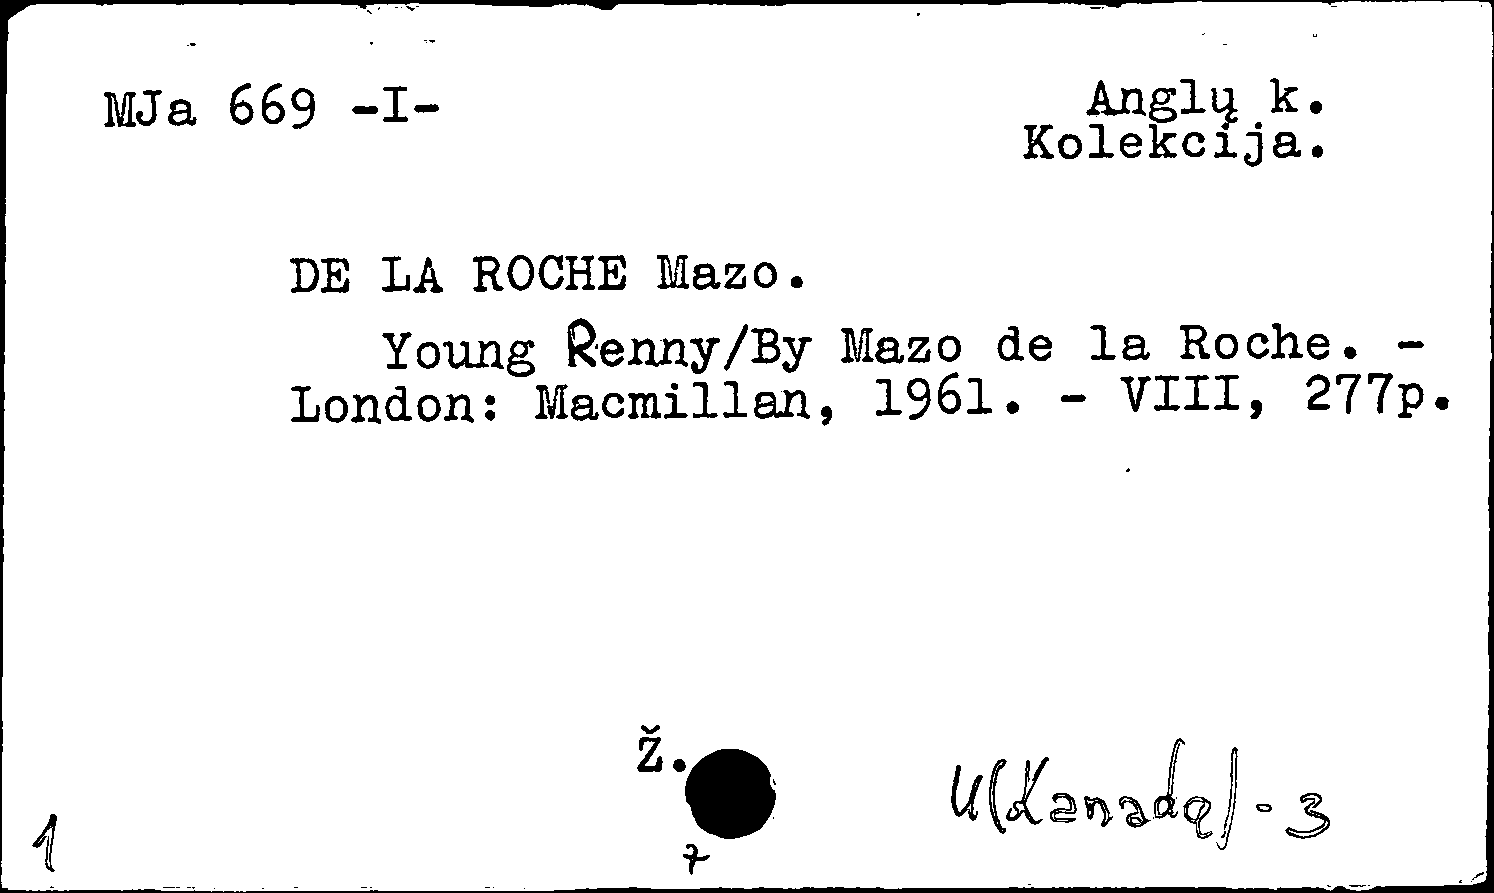 MJa 669 -I-
Anglų k.
Kolekcija.
DE LA ROCHE Mazo.
Young Renny/By Mazo de la Roche. -
London: Macmillan, 1961. - VIII, 277p.
Ž.
U(Kanada)-3
1
7